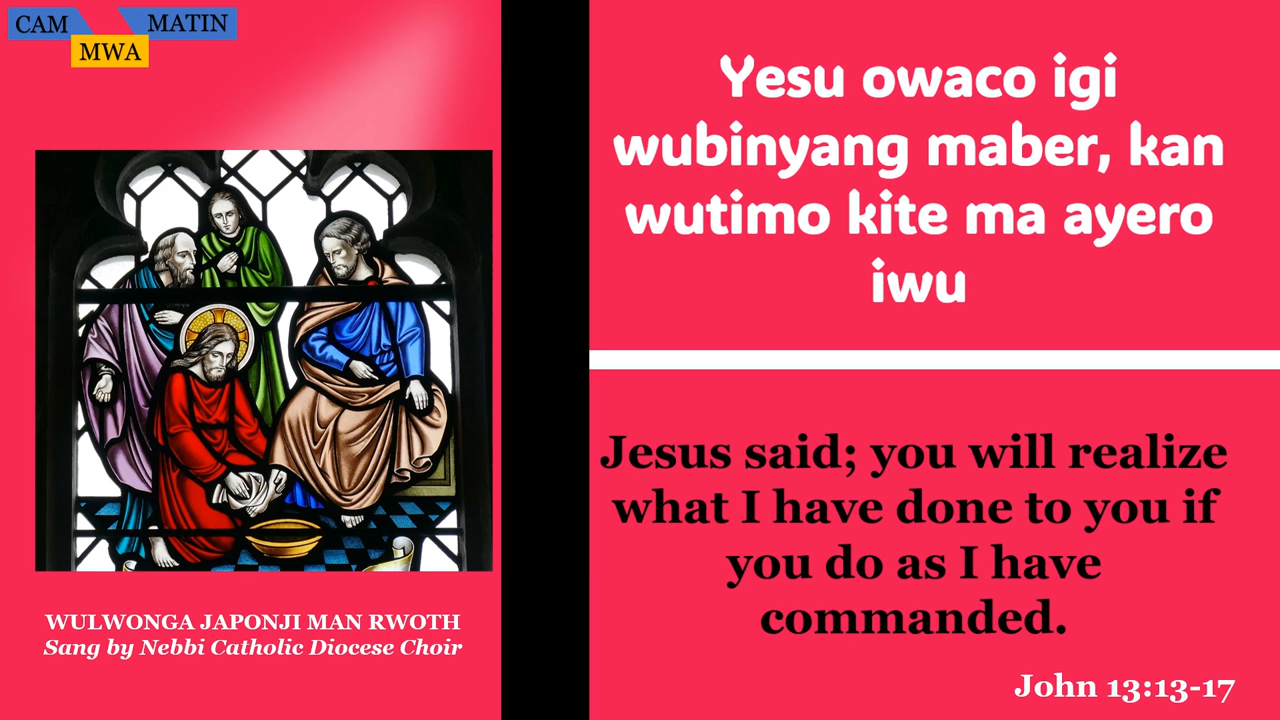 CAM
MATIN
MWA
WULWONGA JAPONJI MAN RWOTH
Sang by Nebbi Catholic Diocese Choir
Yesu owaco igi
wubinyang maber, kan
wutimo kite ma ayero
iwu
Jesus said; you will realize
what I have done to you if
you do as I have
commanded.
John 13:13-17